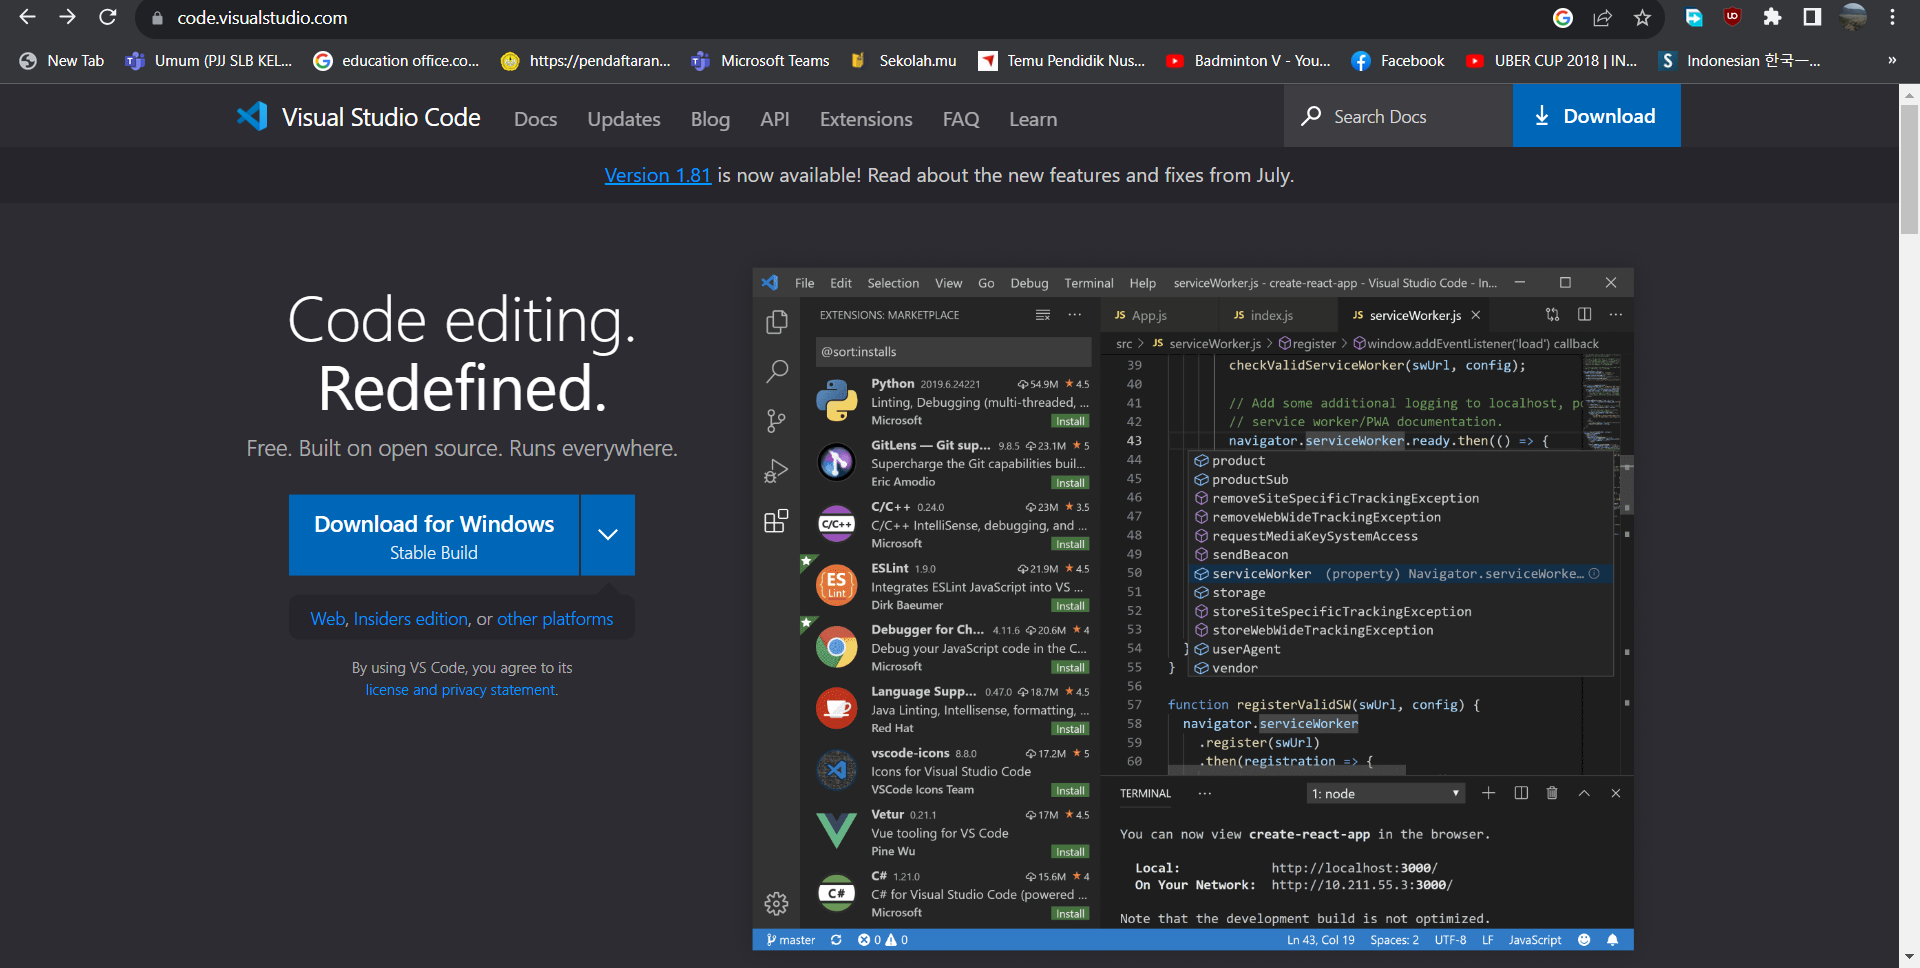 code.visualstudio.com
New Tab
Umum (PJJ SLB KEL...
education office.co...
https://pendaftaran...
Microsoft Teams
Sekolah.mu
Temu Pendidik Nus...
Badminton V - You...
Facebook
UBER CUP 2018 | IN...
Indonesian 한국ㅡ...
»
Visual Studio Code
Docs
Updates
Blog
API
Extensions
FAQ
Learn
Search Docs
Download
Version 1.81 is now available! Read about the new features and fixes from July.
Code editing.
Redefined.
Free. Built on open source. Runs everywhere.
Download for Windows
Stable Build
Web, Insiders edition, or other platforms
By using VS Code, you agree to its
license and privacy statement.
File Edit Selection View Go Debug Terminal Help serviceWorker.js - create-react-app - Visual Studio Code - In...
EXTENSIONS: MARKETPLACE
@sort:installs
Python 2019.6.24221 54.9M 4.5
Linting, Debugging (multi-threaded, ...
Microsoft Install
GitLens — Git sup... 9.8.5 23.1M 5
Supercharge the Git capabilities buil...
Eric Amodio Install
C/C++
C/C++ 0.24.0 23M 3.5
C/C++ IntelliSense, debugging, and ...
Microsoft Install
ES
Lint
ESLint 1.9.0 21.9M 4.5
Integrates ESLint JavaScript into VS ...
Dirk Baeumer Install
Debugger for Ch... 4.11.6 20.6M 4
Debug your JavaScript code in the C...
Microsoft Install
Language Supp... 0.47.0 18.7M 4.5
Java Linting, Intellisense, formatting, ...
Red Hat Install
vscode-icons 8.8.0 17.2M 5
Icons for Visual Studio Code
VSCode Icons Team Install
Vetur 0.21.1 17M 4.5
Vue tooling for VS Code
Pine Wu Install
C#
C# 1.21.0 15.6M 4
C# for Visual Studio Code (powered ...
Microsoft Install
JS App.js
JS index.js
JS serviceWorker.js
src > JS serviceWorker.js > register > window.addEventListener('load') callback
39 checkValidServiceWorker(swUrl, config);
40
41 // Add some additional logging to localhost, p
42 // service worker/PWA documentation.
43 navigator.serviceWorker.ready.then(() => {
44 product
45 productSub
46 removeSiteSpecificTrackingException
47 removeWebWideTrackingException
48 requestMediaKeySystemAccess
49 sendBeacon
50 serviceWorker (property) Navigator.serviceWorke...
51 storage
52 storeSiteSpecificTrackingException
53 storeWebWideTrackingException
54 } userAgent
55 } vendor
56
57 function registerValidSW(swUrl, config) {
58 navigator.serviceWorker
59 .register(swUrl)
60 .then(registration => {
TERMINAL ... 1: node
You can now view create-react-app in the browser.
Local: http://localhost:3000/
On Your Network: http://10.211.55.3:3000/
Note that the development build is not optimized.
master 0 0 Ln 43, Col 19 Spaces: 2 UTF-8 LF JavaScript